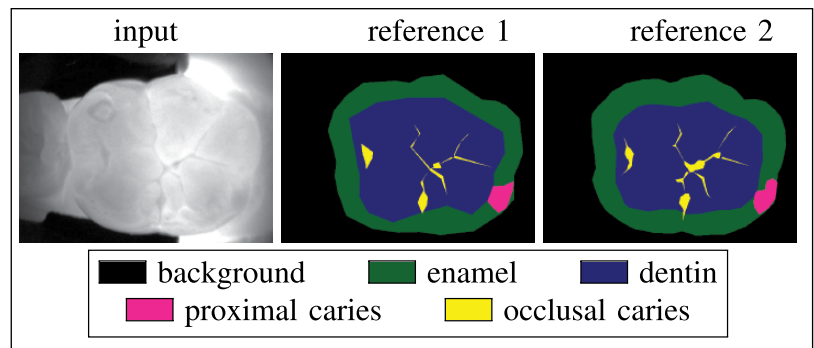 input reference 1 reference 2
background enamel dentin
proximal caries occlusal caries